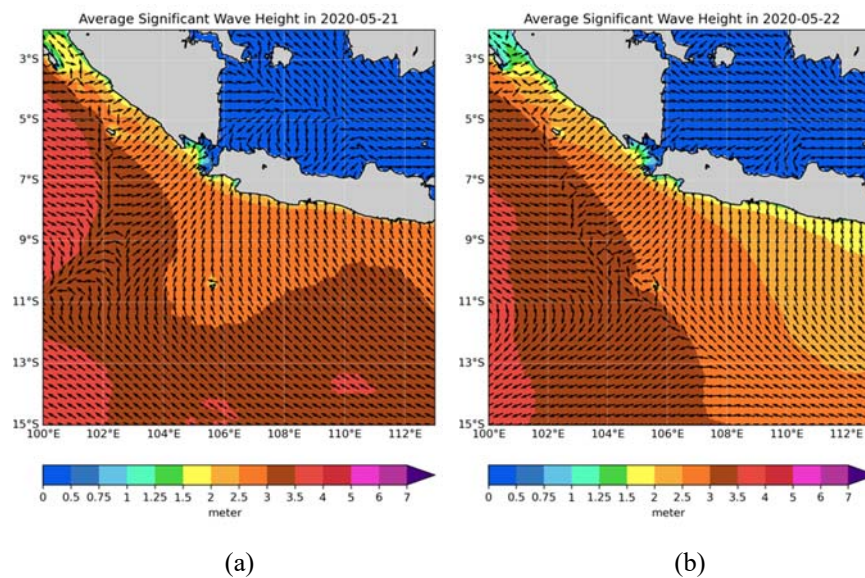 Average Significant Wave Height in 2020-05-21
3°S
5°S
7°S
9°S
11°S
13°S
15°S
100°E 102°E 104°E 106°E 108°E 110°E 112°E
0 0.5 0.75 1 1.25 1.5 2 2.5 3 3.5 4 5 6 7
meter
(a)
Average Significant Wave Height in 2020-05-22
3°S
5°S
7°S
9°S
11°S
13°S
15°S
100°E 102°E 104°E 106°E 108°E 110°E 112°E
0 0.5 0.75 1 1.25 1.5 2 2.5 3 3.5 4 5 6 7
meter
(b)